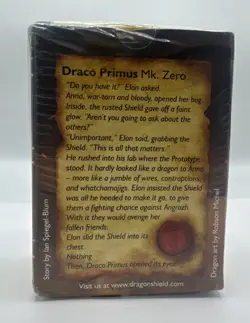 Draco Primus Mk. Zero
"Do you have it?" Elon asked.
Anna, war-torn and bloody, opened her bag.
Inside, the rusted Shield gave off a faint
glow. "Aren't you going to ask about the
others?"
"Unimportant," Elon said, grabbing the
Shield. "This is all that matters."
He rushed into his lab where the Prototype
stood. It hardly looked like a dragon to Anna
- more like a jumble of wires, contraptions
and whatchamajigs. Elon insisted the Shield
was all he needed to make it go, to give
them a fighting chance against Angrazh.
With it they would avenge her
fallen friends.
Elon slid the Shield into its
chest.
Nothing.
Then, Draco Primus opened its eyes.
Visit us at www.dragonshield.com
Story by Ian Spiegel-Blum
Dragon art by Robson Michel